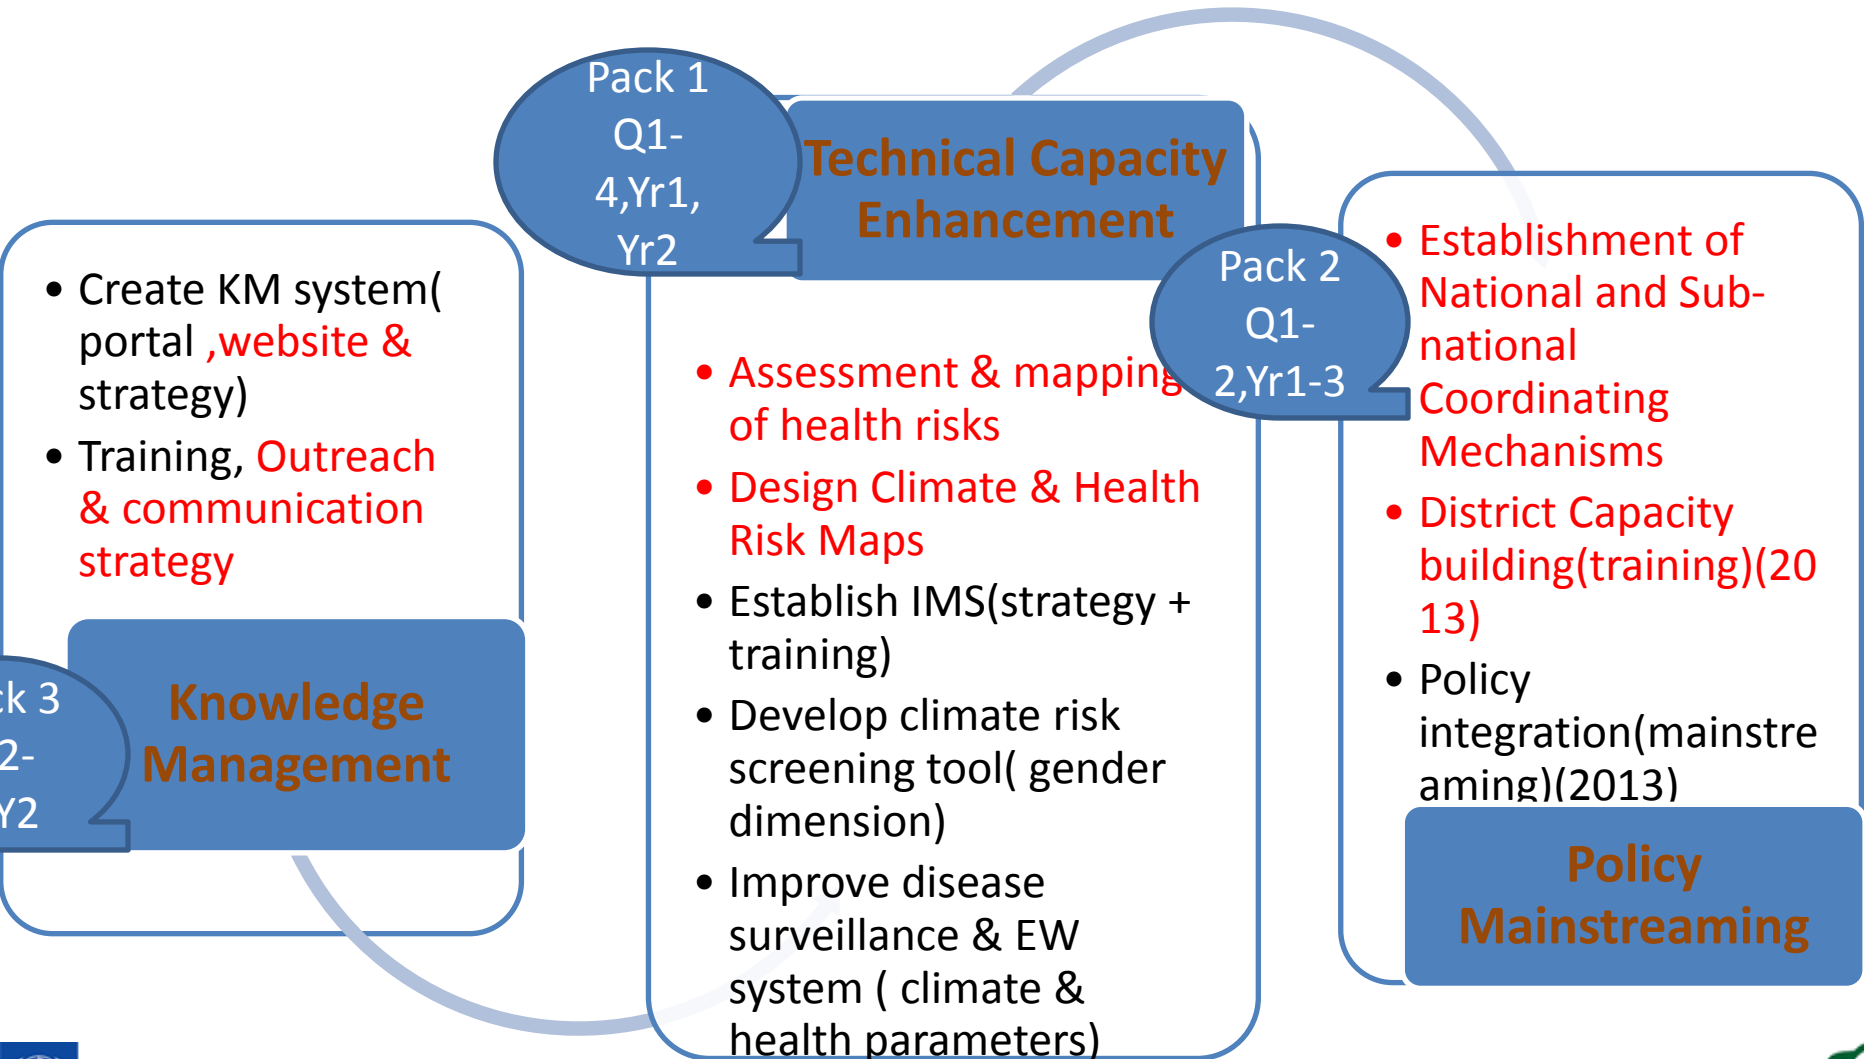 Create KM system(
portal ,website &
strategy)
Training, Outreach
& communication
strategy
Knowledge
Management
3
Y2
Pack 1
Q1-
4,Yr1,
Yr2
Technical Capacity
Enhancement
• Assessment & mapping
of health risks
• Design Climate & Health
Risk Maps
• Establish IMS(strategy +
training)
• Develop climate risk
screening tool( gender
dimension)
• Improve disease
surveillance & EW
system ( climate &
health parameters)
Pack 2
Q1-
2,Yr1-3
• Establishment of
National and Sub-
national
Coordinating
Mechanisms
• District Capacity
building(training)(20
13)
• Policy
integration(mainstre
aming)(2013)
Policy
Mainstreaming